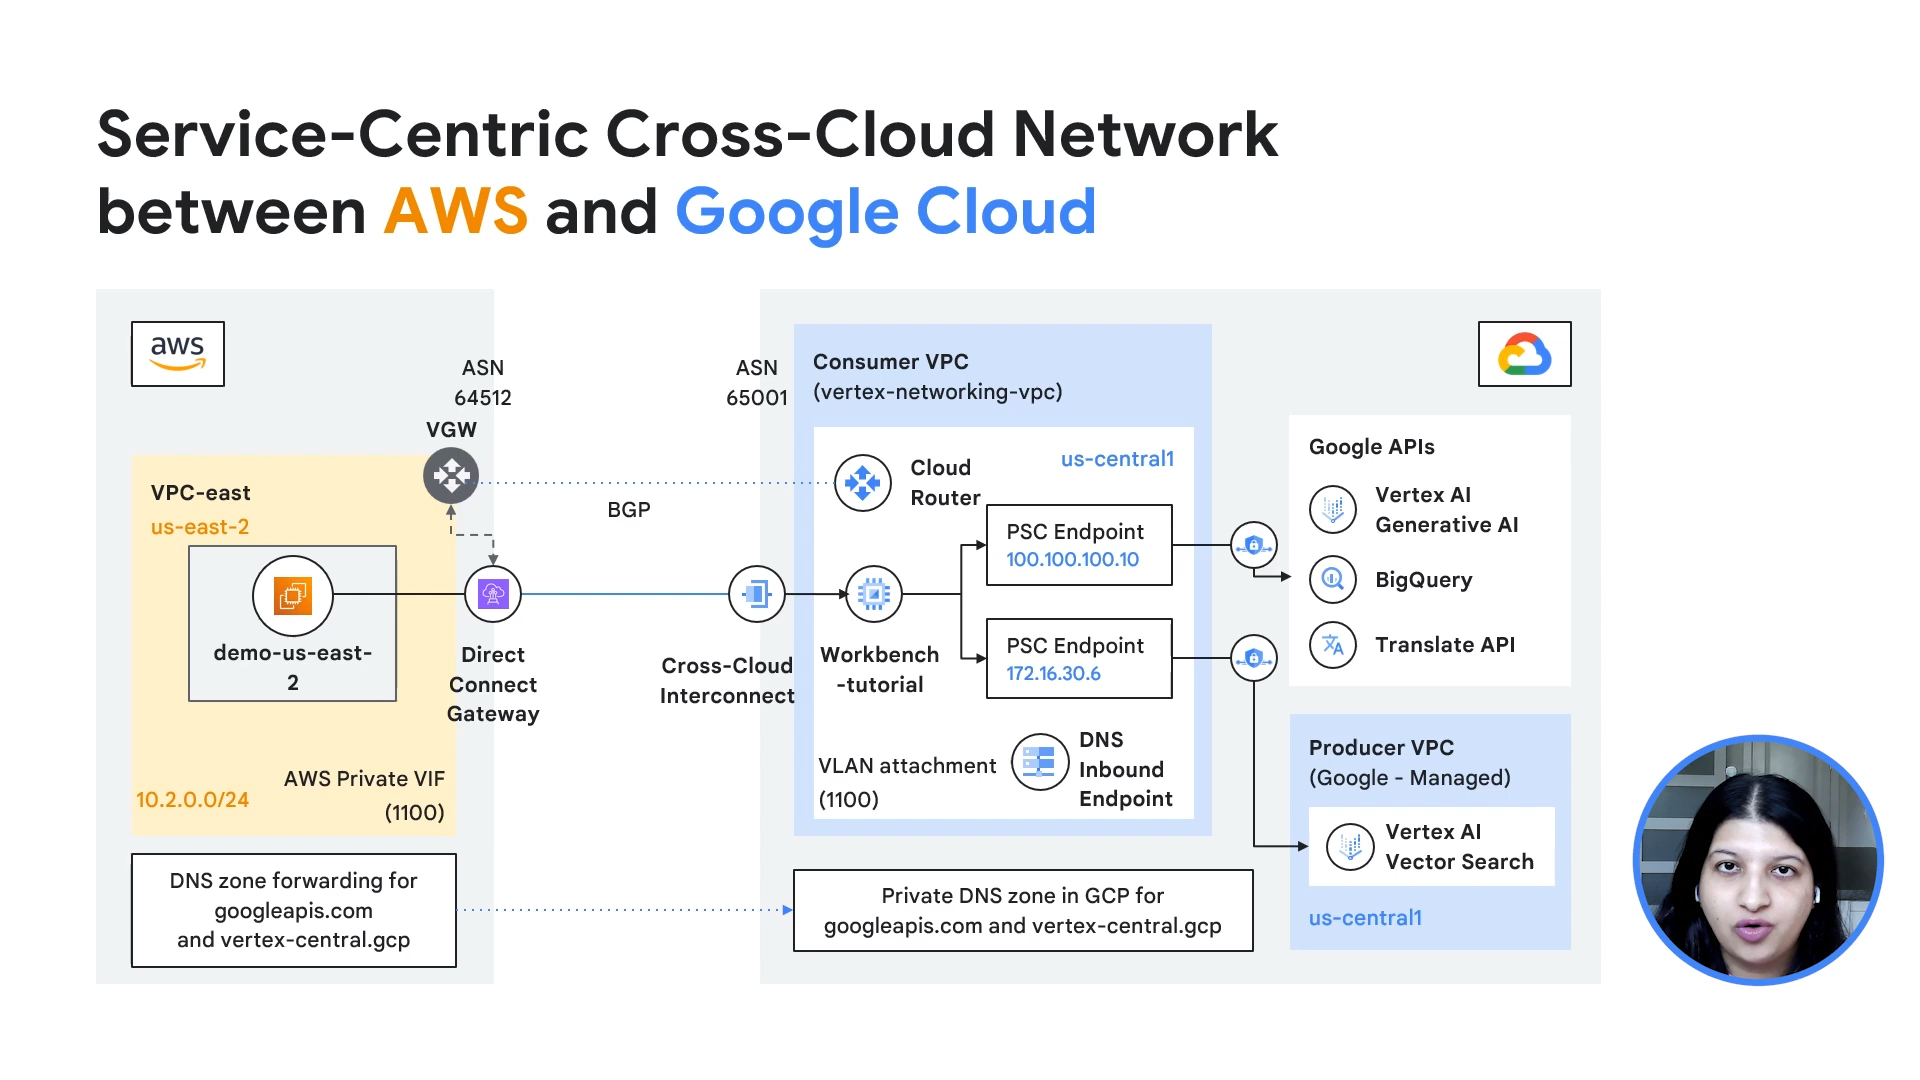 Service-Centric Cross-Cloud Network
between AWS and Google Cloud
aws
ASN
64512
VGW
VPC-east
us-east-2
demo-us-east-
2
Direct
Connect
Gateway
10.2.0.0/24
AWS Private VIF
(1100)
DNS zone forwarding for
googleapis.com
and vertex-central.gcp
BGP
ASN
65001
Cross-Cloud
Interconnect
Consumer VPC
(vertex-networking-vpc)
us-central1
Cloud
Router
PSC Endpoint
100.100.100.10
PSC Endpoint
172.16.30.6
Workbench
-tutorial
VLAN attachment
(1100)
DNS
Inbound
Endpoint
Private DNS zone in GCP for
googleapis.com and vertex-central.gcp
Google APIs
Vertex AI
Generative AI
BigQuery
Translate API
Producer VPC
(Google - Managed)
Vertex AI
Vector Search
us-central1